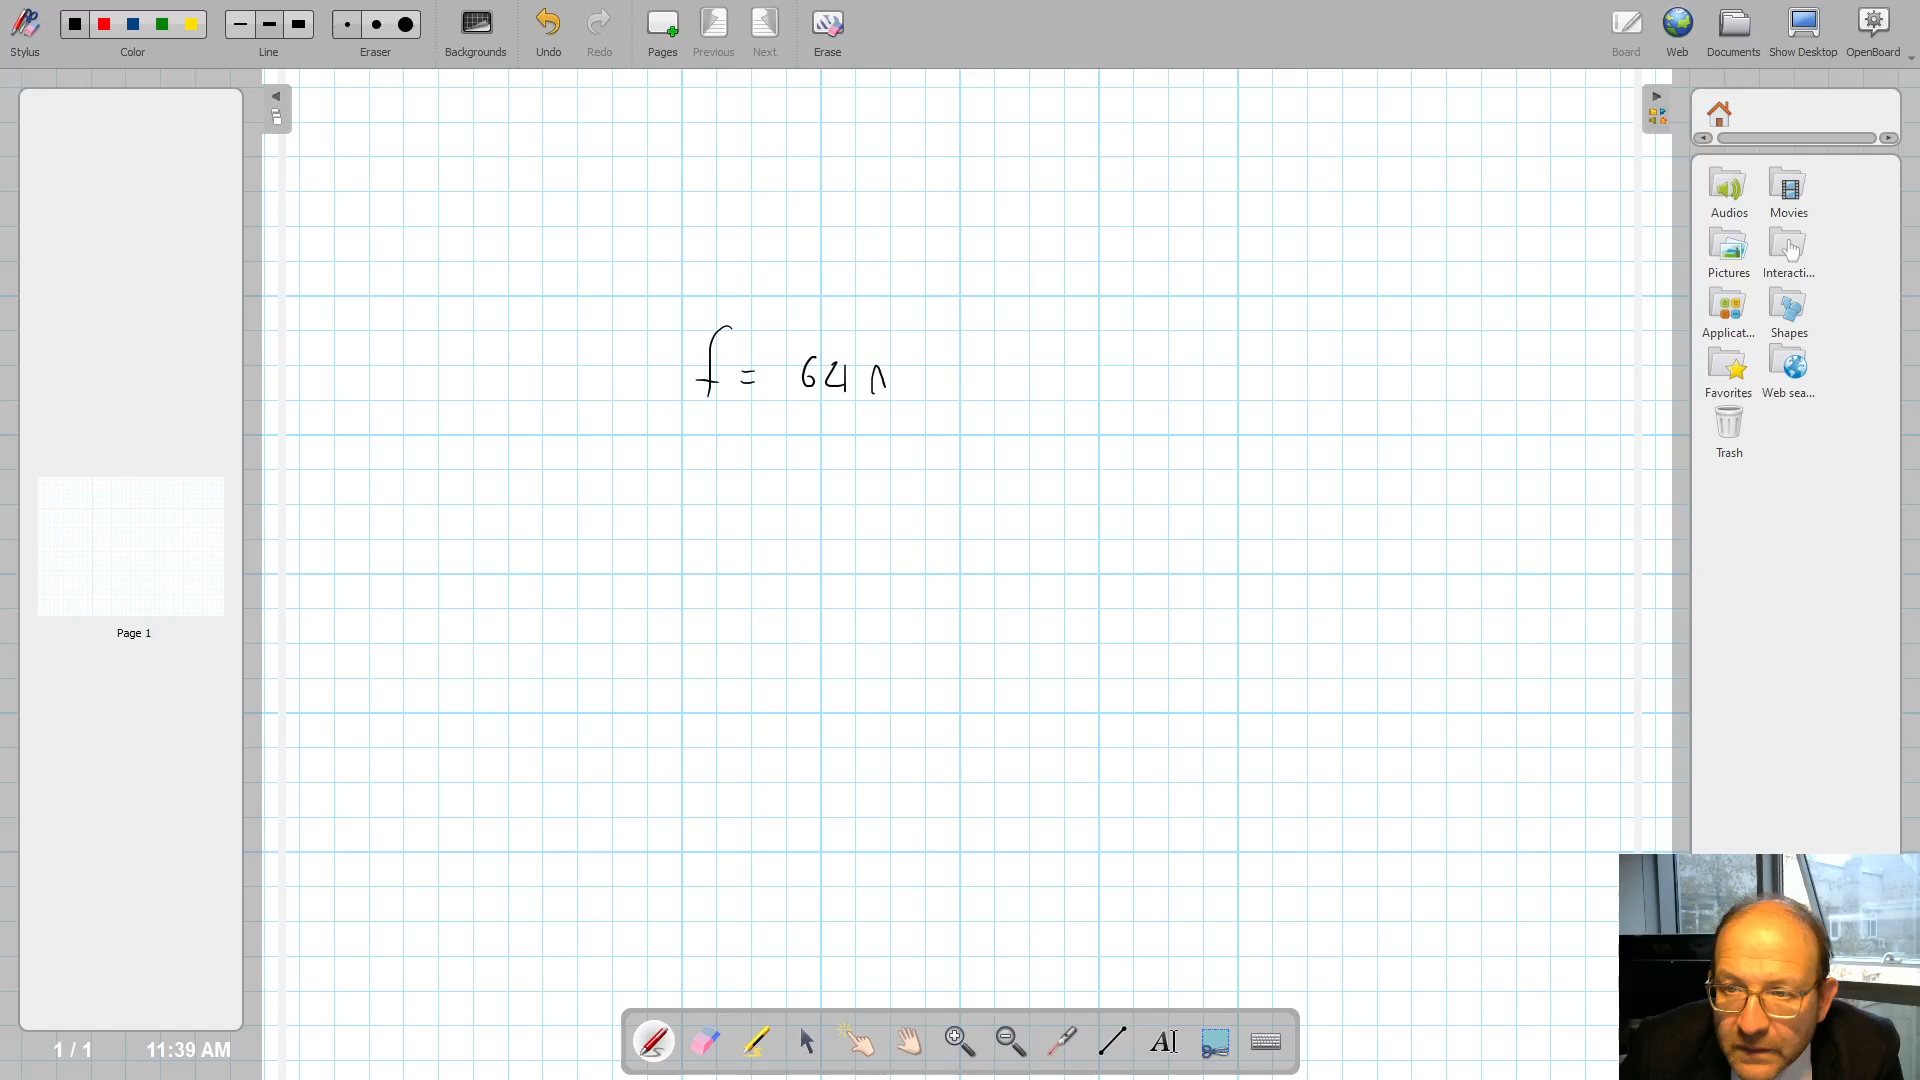 Stylus
Color
Line
Eraser
Backgrounds
Undo
Redo
Pages
Previous
Next
Erase
Board
Web
Documents
Show Desktop
OpenBoard
Audios
Movies
Pictures
Interacti...
Applicat...
Shapes
Favorites
Web sea...
Trash
f = 64
Page 1
1 / 1
11:39 AM
AI